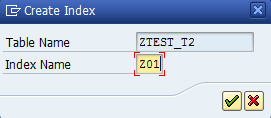 Create Index
Table Name ZTEST_T2
Index Name Z01